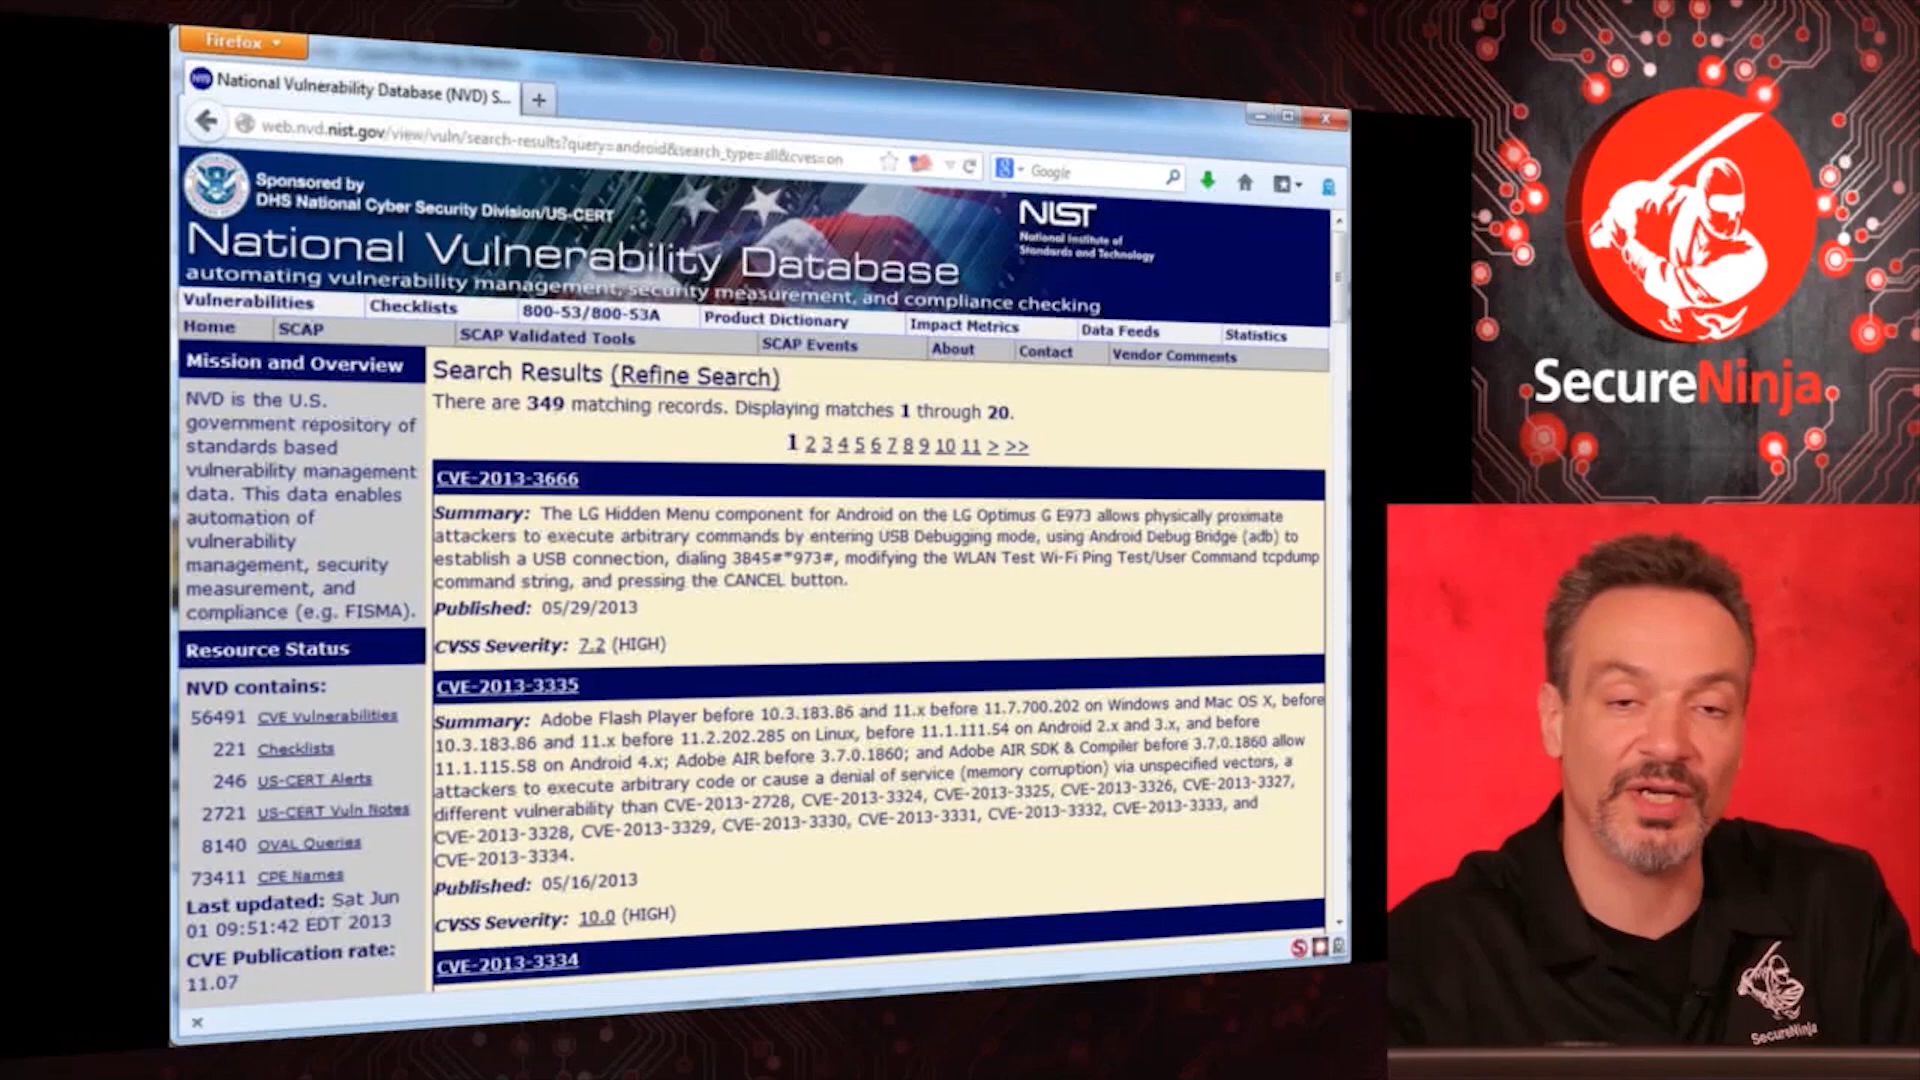 Firefox
National Vulnerability Database (NVD) S...
web.nvd.nist.gov/view/vuln/search-results?query=android&search_type=all&cves=on
Google
Sponsored by
DHS National Cyber Security Division/US-CERT
NIST
National Institute of
Standards and Technology
National Vulnerability Database
automating vulnerability management, security measurement, and compliance checking
Vulnerabilities Checklists 800-53/800-53A Product Dictionary Impact Metrics Data Feeds Statistics
Home SCAP SCAP Validated Tools SCAP Events About Contact Vendor Comments
Mission and Overview
NVD is the U.S.
government repository of
standards based
vulnerability management
data. This data enables
automation of
vulnerability
management, security
measurement, and
compliance (e.g. FISMA).
Resource Status
NVD contains:
56491 CVE Vulnerabilities
221 Checklists
246 US-CERT Alerts
2721 US-CERT Vuln Notes
8140 OVAL Queries
73411 CPE Names
Last updated: Sat Jun
01 09:51:42 EDT 2013
CVE Publication rate:
11.07
Search Results (Refine Search)
There are 349 matching records. Displaying matches 1 through 20.
1 2 3 4 5 6 7 8 9 10 11 > >>
CVE-2013-3666
Summary: The LG Hidden Menu component for Android on the LG Optimus G E973 allows physically proximate
attackers to execute arbitrary commands by entering USB Debugging mode, using Android Debug Bridge (adb) to
establish a USB connection, dialing 3845#*973#, modifying the WLAN Test Wi-Fi Ping Test/User Command tcpdump
command string, and pressing the CANCEL button.
Published: 05/29/2013
CVSS Severity: 7.2 (HIGH)
CVE-2013-3335
Summary: Adobe Flash Player before 10.3.183.86 and 11.x before 11.7.700.202 on Windows and Mac OS X, before
10.3.183.86 and 11.x before 11.2.202.285 on Linux, before 11.1.111.54 on Android 2.x and 3.x, and before
11.1.115.58 on Android 4.x; Adobe AIR before 3.7.0.1860; and Adobe AIR SDK & Compiler before 3.7.0.1860 allow
attackers to execute arbitrary code or cause a denial of service (memory corruption) via unspecified vectors, a
different vulnerability than CVE-2013-2728, CVE-2013-3324, CVE-2013-3325, CVE-2013-3326, CVE-2013-3327,
CVE-2013-3328, CVE-2013-3329, CVE-2013-3330, CVE-2013-3331, CVE-2013-3332, CVE-2013-3333, and
CVE-2013-3334.
Published: 05/16/2013
CVSS Severity: 10.0 (HIGH)
CVE-2013-3334
SecureNinja
SecureNinja